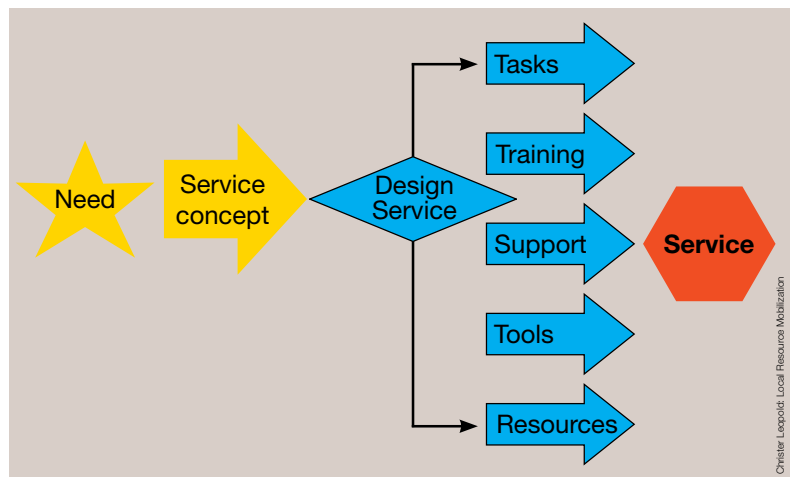 Need
Service
concept
Design
Service
Tasks
Training
Support
Tools
Resources
Service
Christer Leopold: Local Resource Mobilization